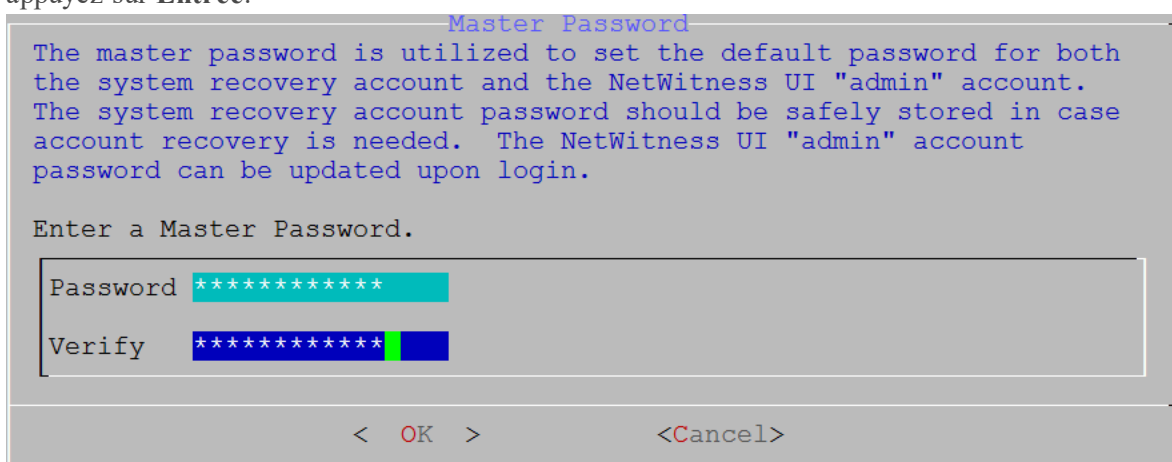 appuyez sur Entrée.
Master Password
The master password is utilized to set the default password for both
the system recovery account and the NetWitness UI "admin" account.
The system recovery account password should be safely stored in case
account recovery is needed.  The NetWitness UI "admin" account
password can be updated upon login.
Enter a Master Password.
Password ************
Verify ************
< OK > <Cancel>